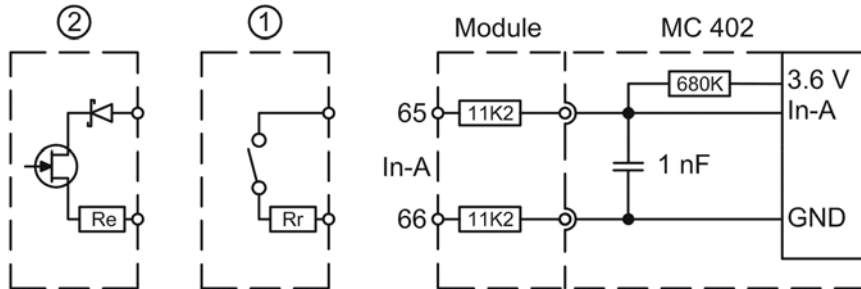 ② ① Module MC 402
680K 3.6 V
65 11K2 In-A
In-A 1 nF
Re Rr 66 11K2 GND